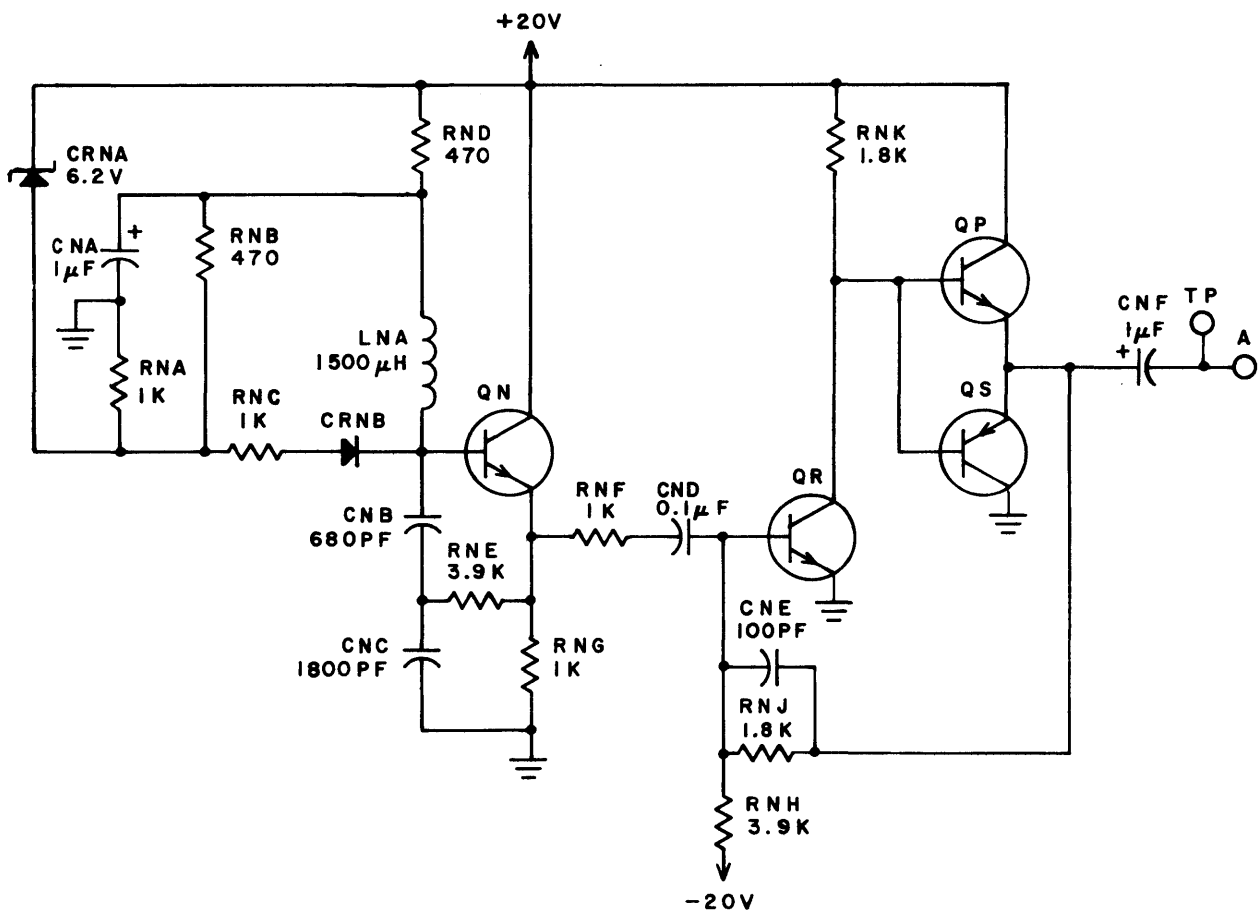 +20V
RND
470
RNK
1.8K
CRNA
6.2V
QP
CNA
1µF
+
RNB
470
CNF
1µF
+
TP
A
LNA
1500µH
RNA
1K
RNC
1K
CRNB
QN
QS
QR
RNF
1K
CND
0.1µF
CNB
680PF
RNE
3.9K
CNE
100PF
CNC
1800PF
RNG
1K
RNJ
1.8K
RNH
3.9K
-20V